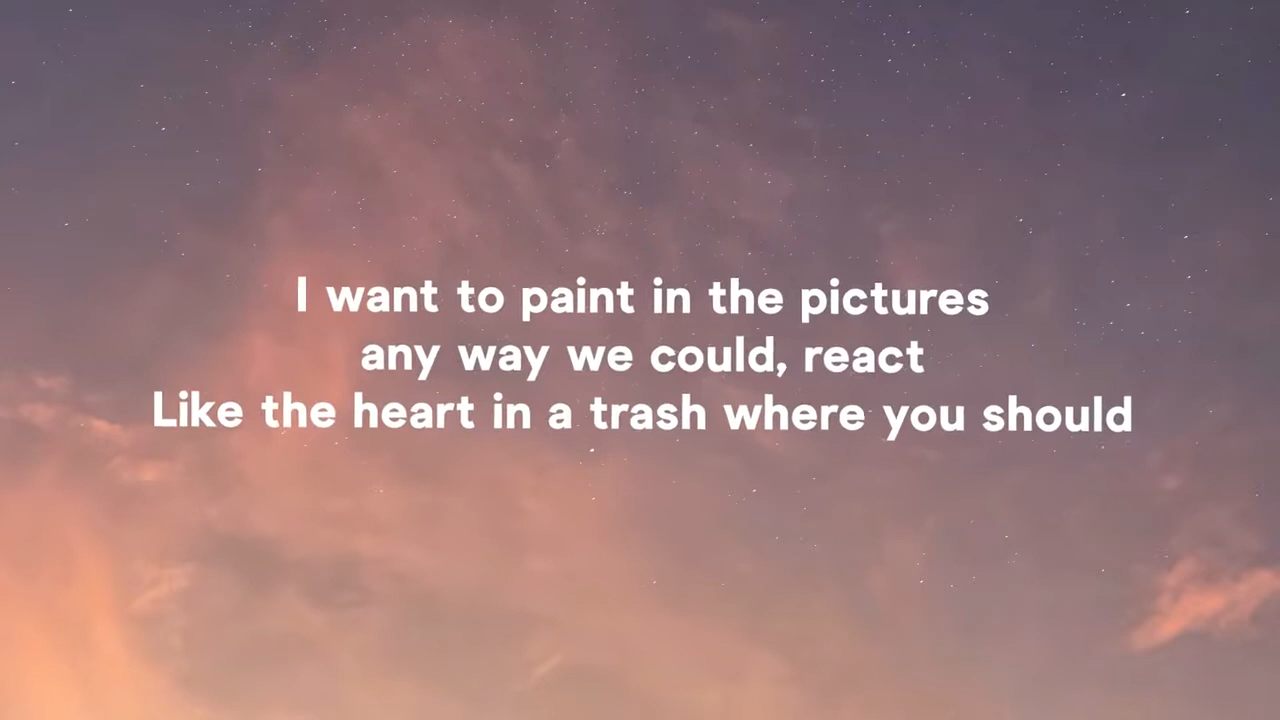 I want to paint in the pictures
any way we could, react
Like the heart in a trash where you should